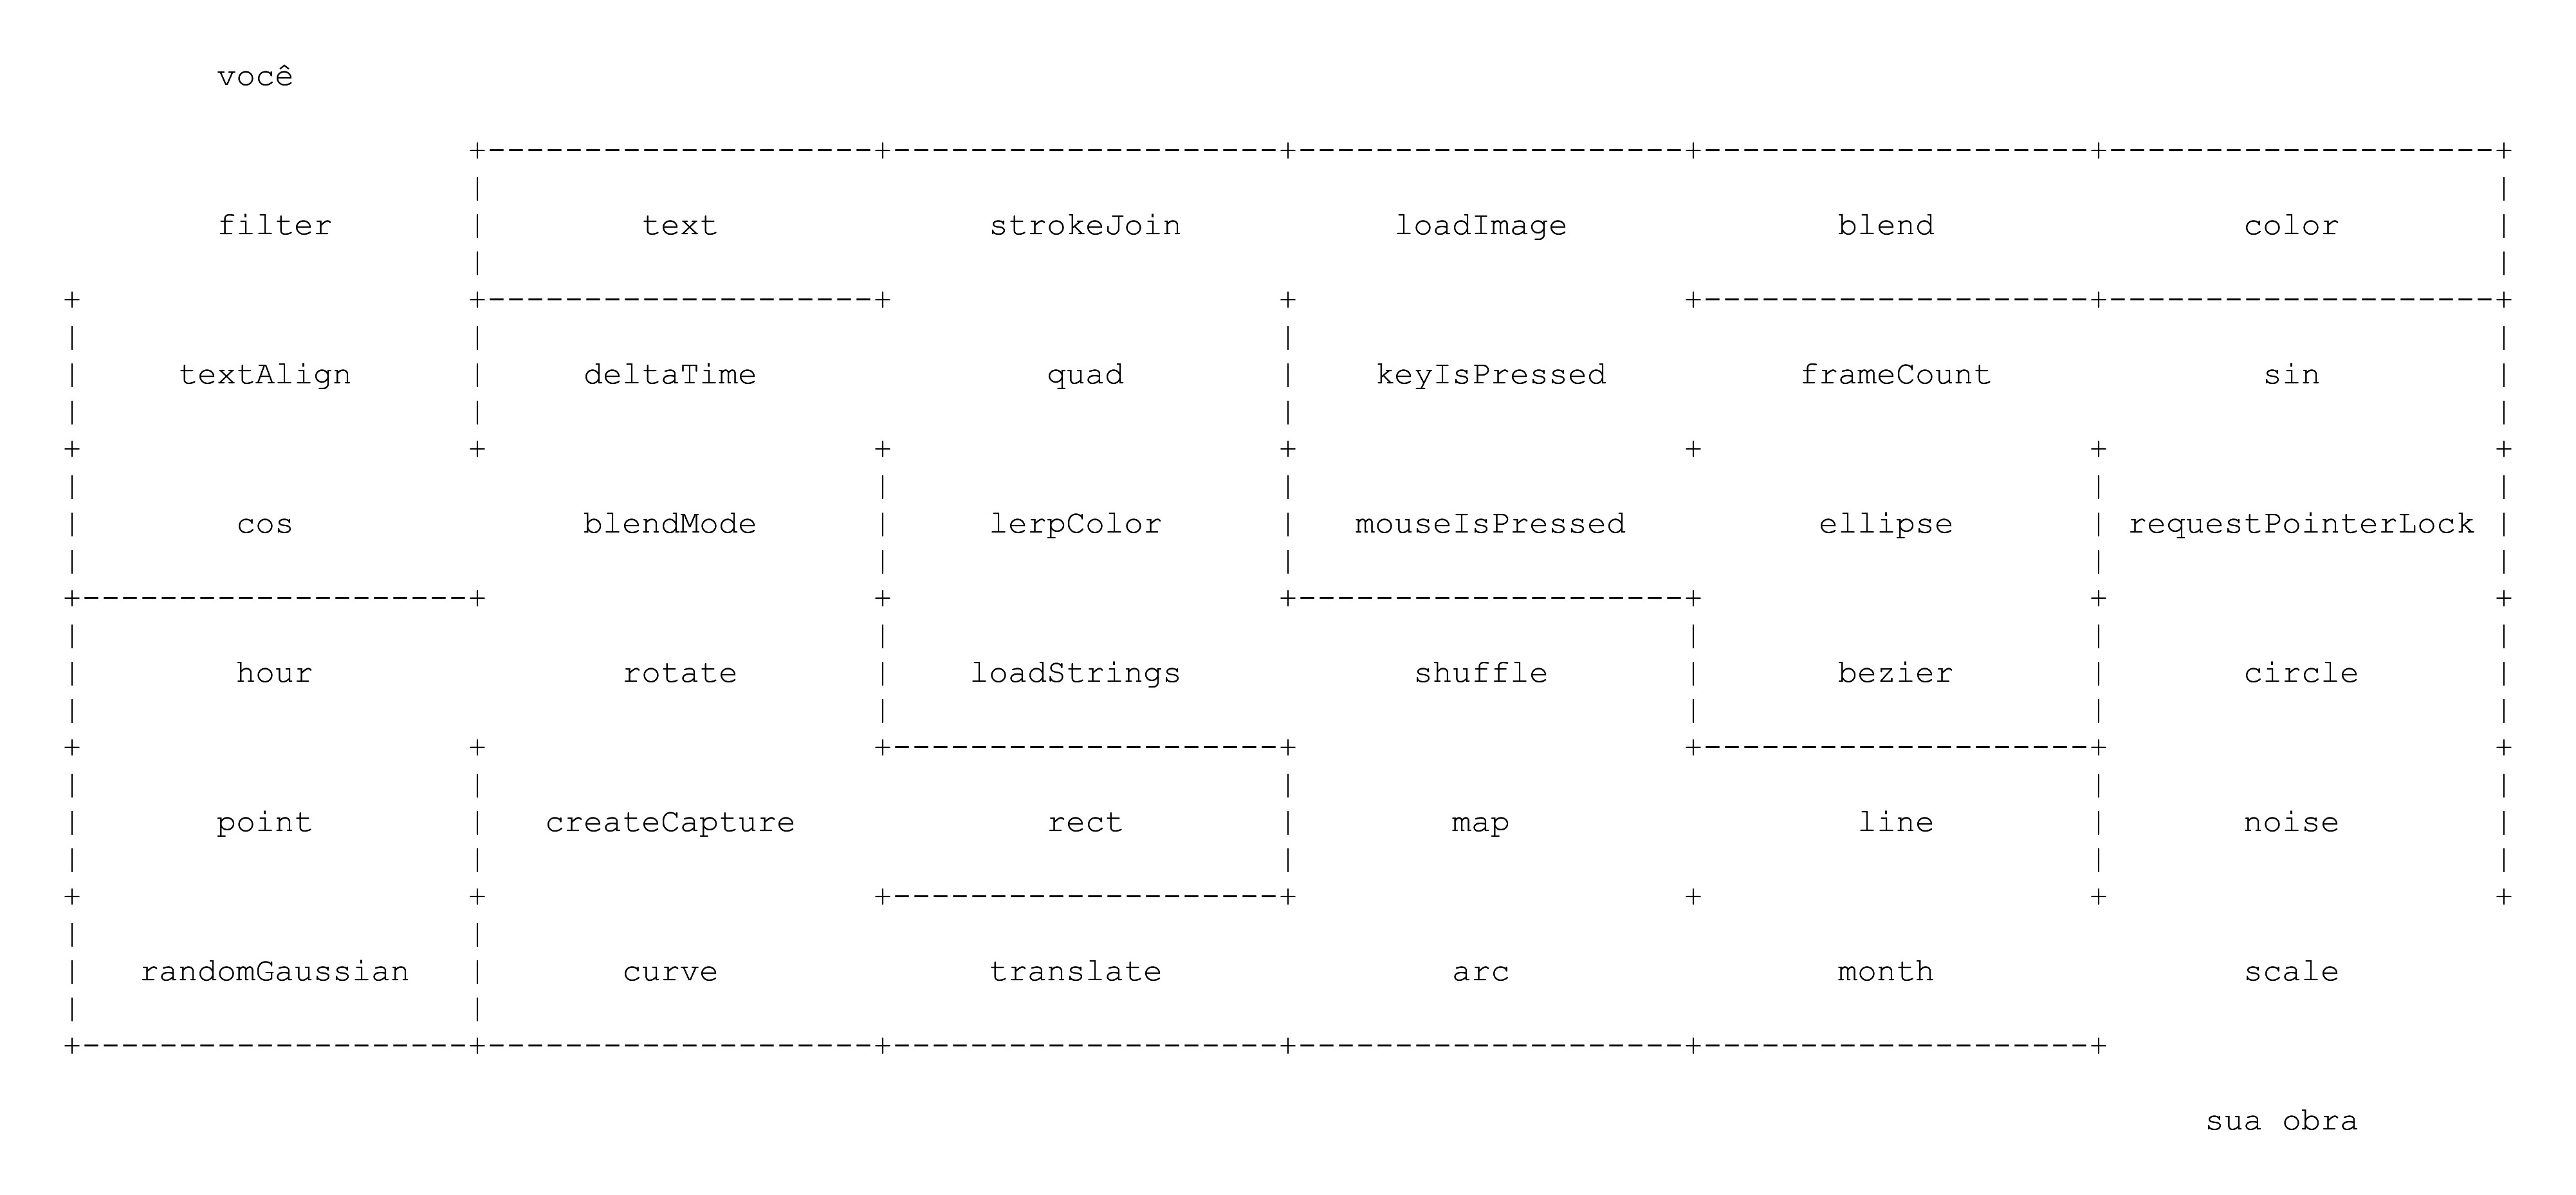 você
filter text strokeJoin loadImage blend color
textAlign deltaTime quad keyIsPressed frameCount sin
cos blendMode lerpColor mouseIsPressed ellipse requestPointerLock
hour rotate loadStrings shuffle bezier circle
point createCapture rect map line noise
randomGaussian curve translate arc month scale
sua obra